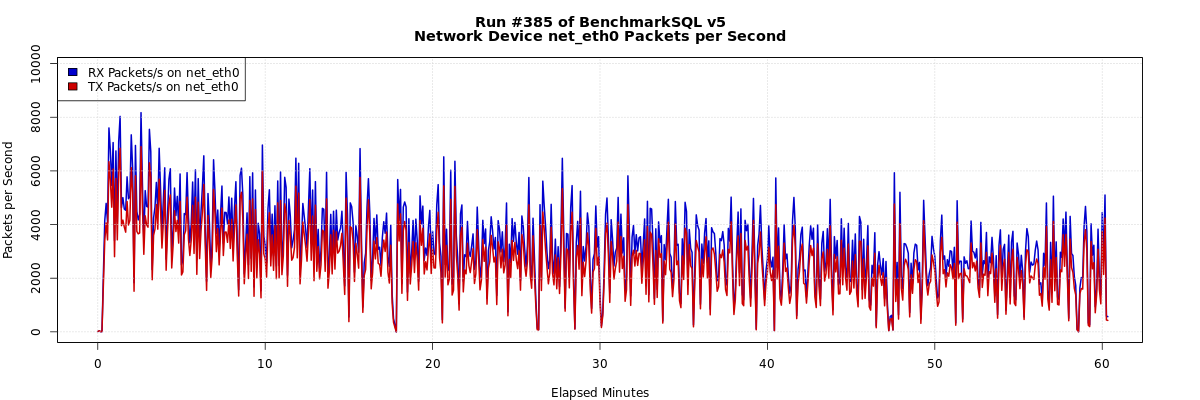 Run #385 of BenchmarkSQL v5
Network Device net_eth0 Packets per Second
RX Packets/s on net_eth0
TX Packets/s on net_eth0
Packets per Second
10000
8000
6000
4000
2000
0
0 10 20 30 40 50 60
Elapsed Minutes